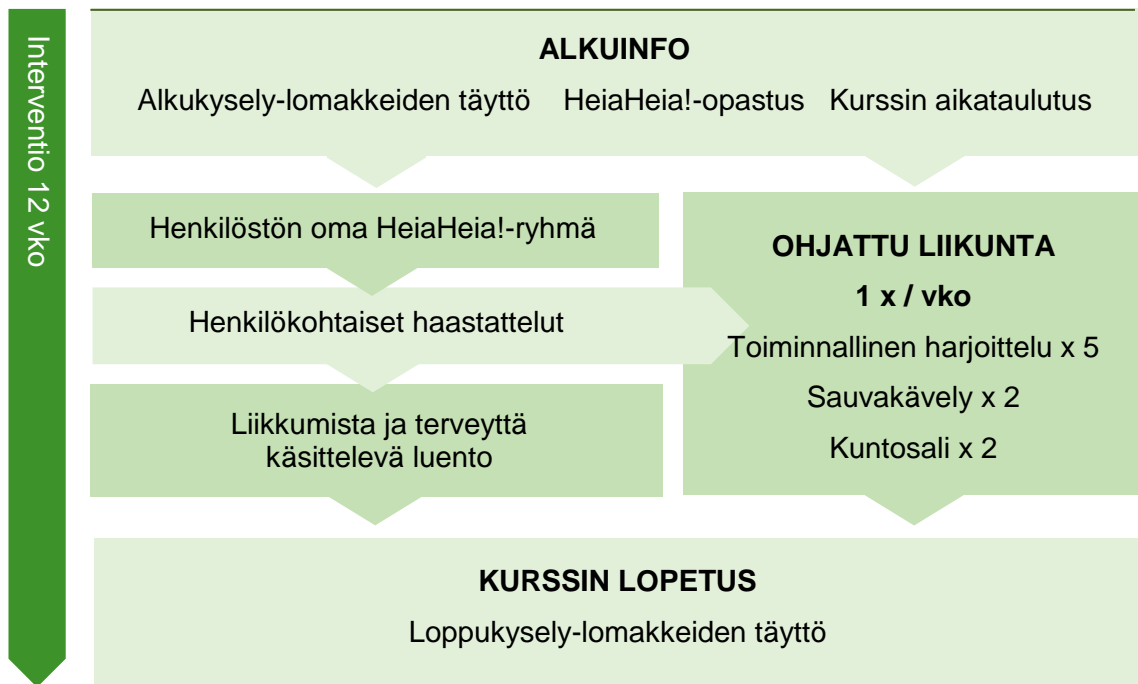 Interventio 12 vko
ALKUINFO
Alkukysely-lomakkeiden täyttö HeiaHeia!-opastus Kurssin aikataulutus
Henkilöstön oma HeiaHeia!-ryhmä
Henkilökohtaiset haastattelut
Liikkumista ja terveyttä
käsittelevä luento
OHJATTU LIIKUNTA
1 x / vko
Toiminnallinen harjoittelu x 5
Sauvakävely x 2
Kuntosali x 2
KURSSIN LOPETUS
Loppukysely-lomakkeiden täyttö